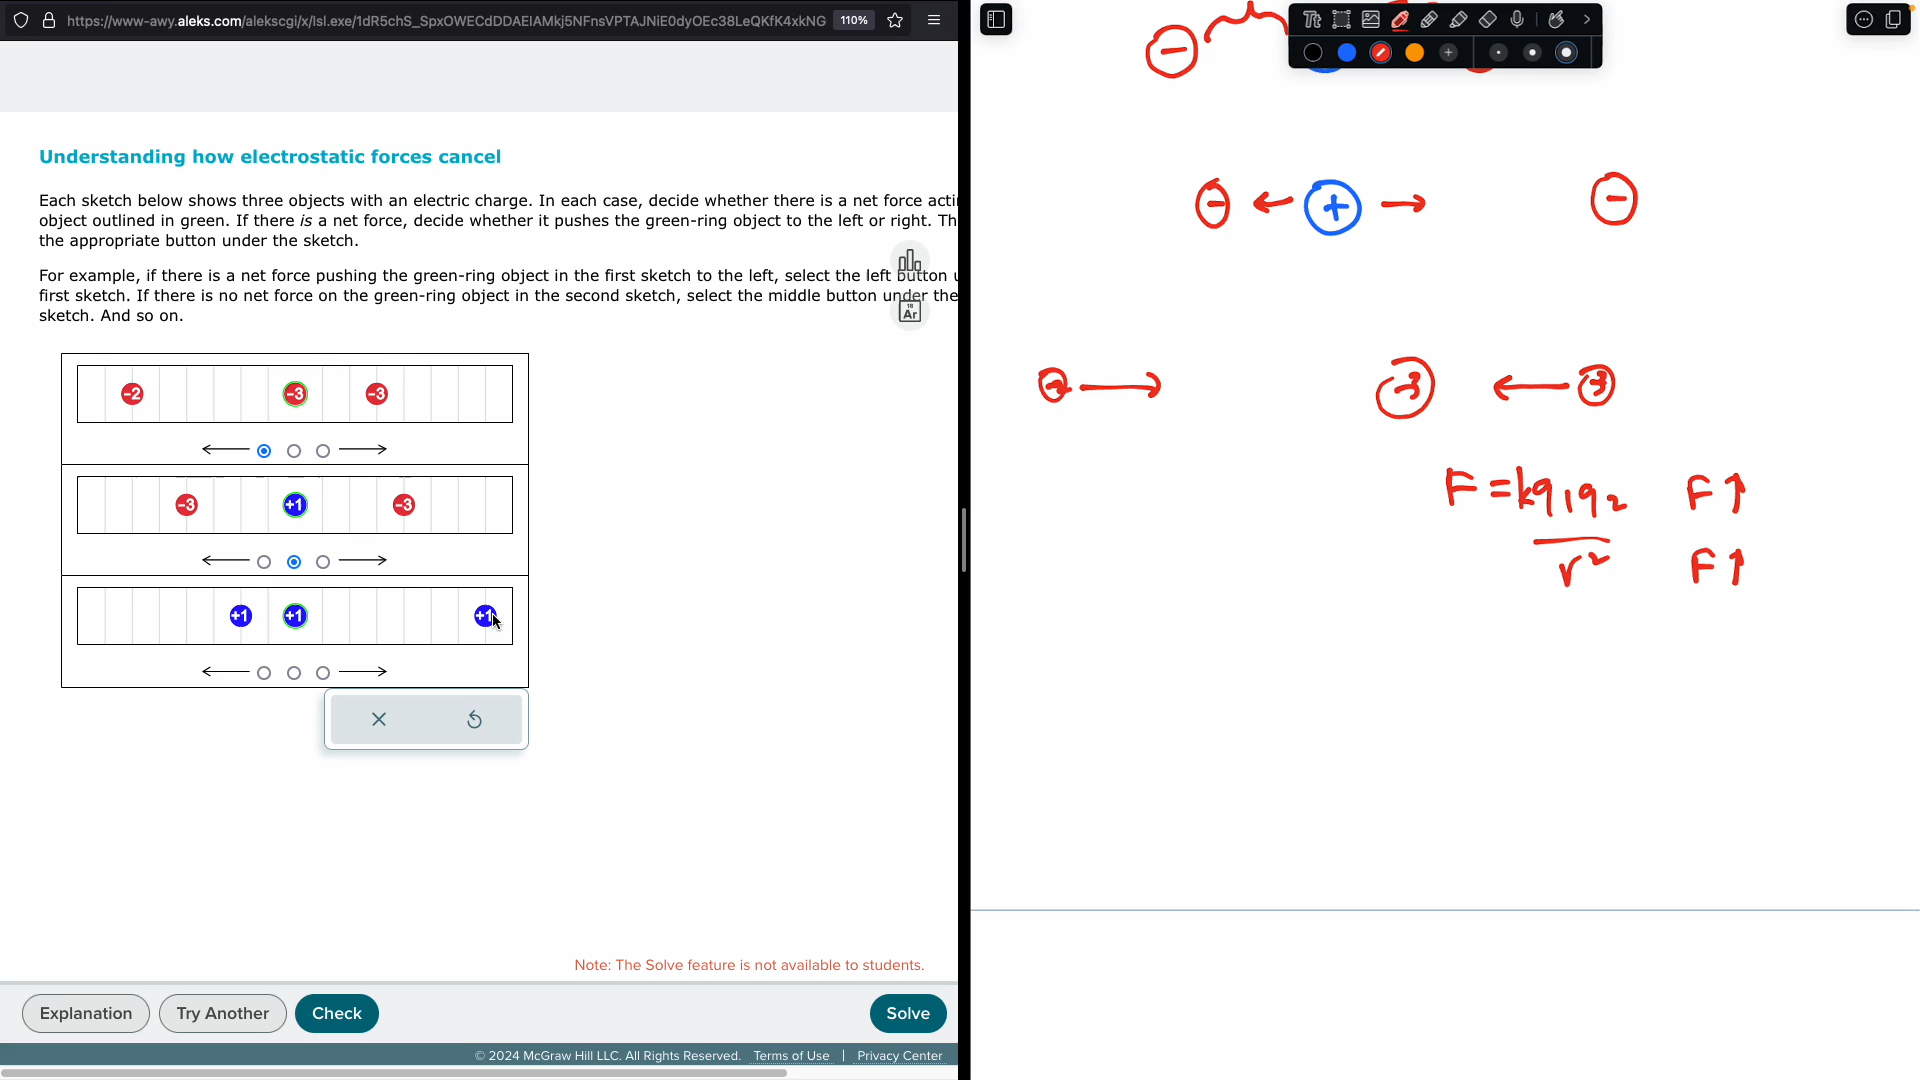 https://www-awy.aleks.com/alekscgi/x/lsl.exe/1dR5chS_SpxOWECdDDAEIAMkj5NFnsVPTAJNiE0dyOEc38LeQKfK4xkNG 110%
Understanding how electrostatic forces cancel
Each sketch below shows three objects with an electric charge. In each case, decide whether there is a net force acti
object outlined in green. If there is a net force, decide whether it pushes the green-ring object to the left or right. Th
the appropriate button under the sketch.
For example, if there is a net force pushing the green-ring object in the first sketch to the left, select the left button u
first sketch. If there is no net force on the green-ring object in the second sketch, select the middle button under the
sketch. And so on.
18
Ar
-2 -3 -3
-3 +1 -3
+1 +1 +1
Note: The Solve feature is not available to students.
Explanation Try Another Check Solve
© 2024 McGraw Hill LLC. All Rights Reserved. Terms of Use | Privacy Center
Tt
−
− + −
-2 -3 -3
F = kq1q2 F↑
r² F↑